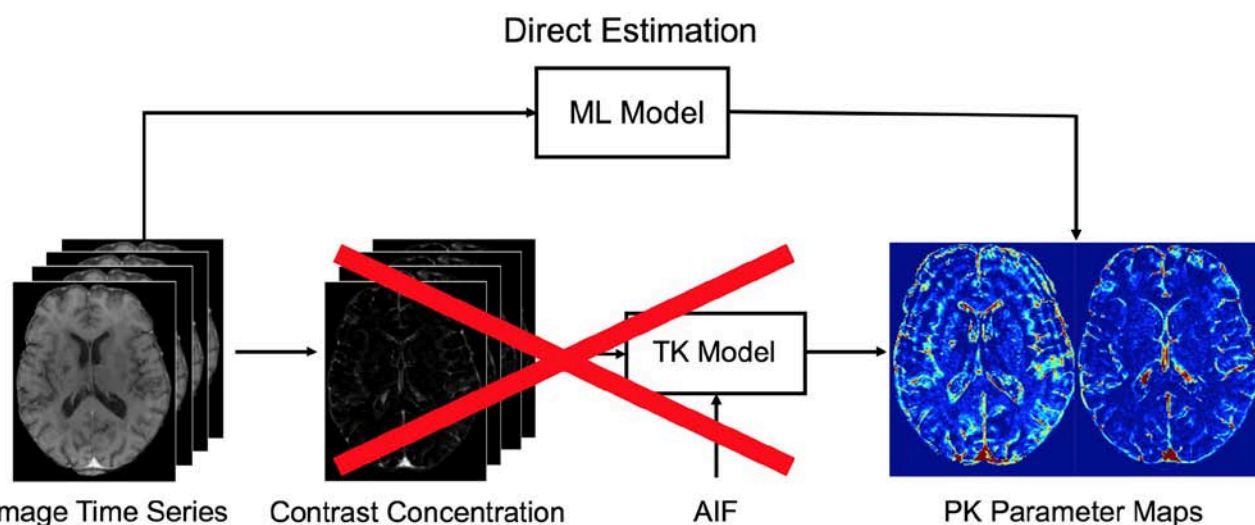 Direct Estimation
ML Model
TK Model
mage Time Series
Contrast Concentration
AIF
PK Parameter Maps